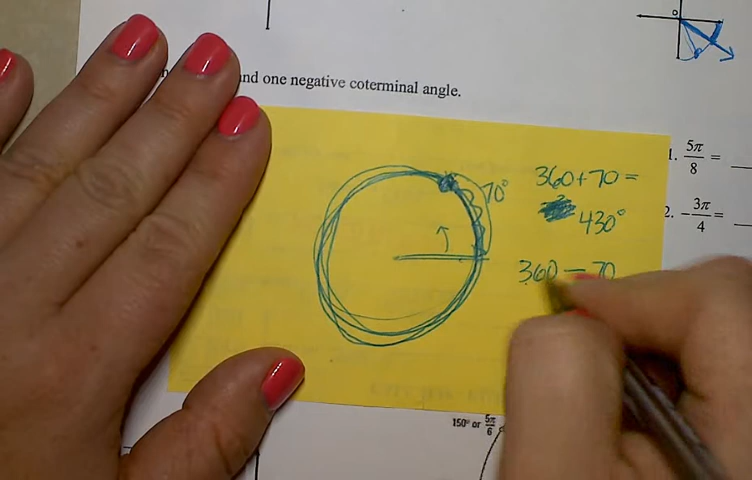 and one negative coterminal angle.
70°
360+70=
430°
360-70
1. 5π/8 =
2. -3π/4 =
150° or 5π/6